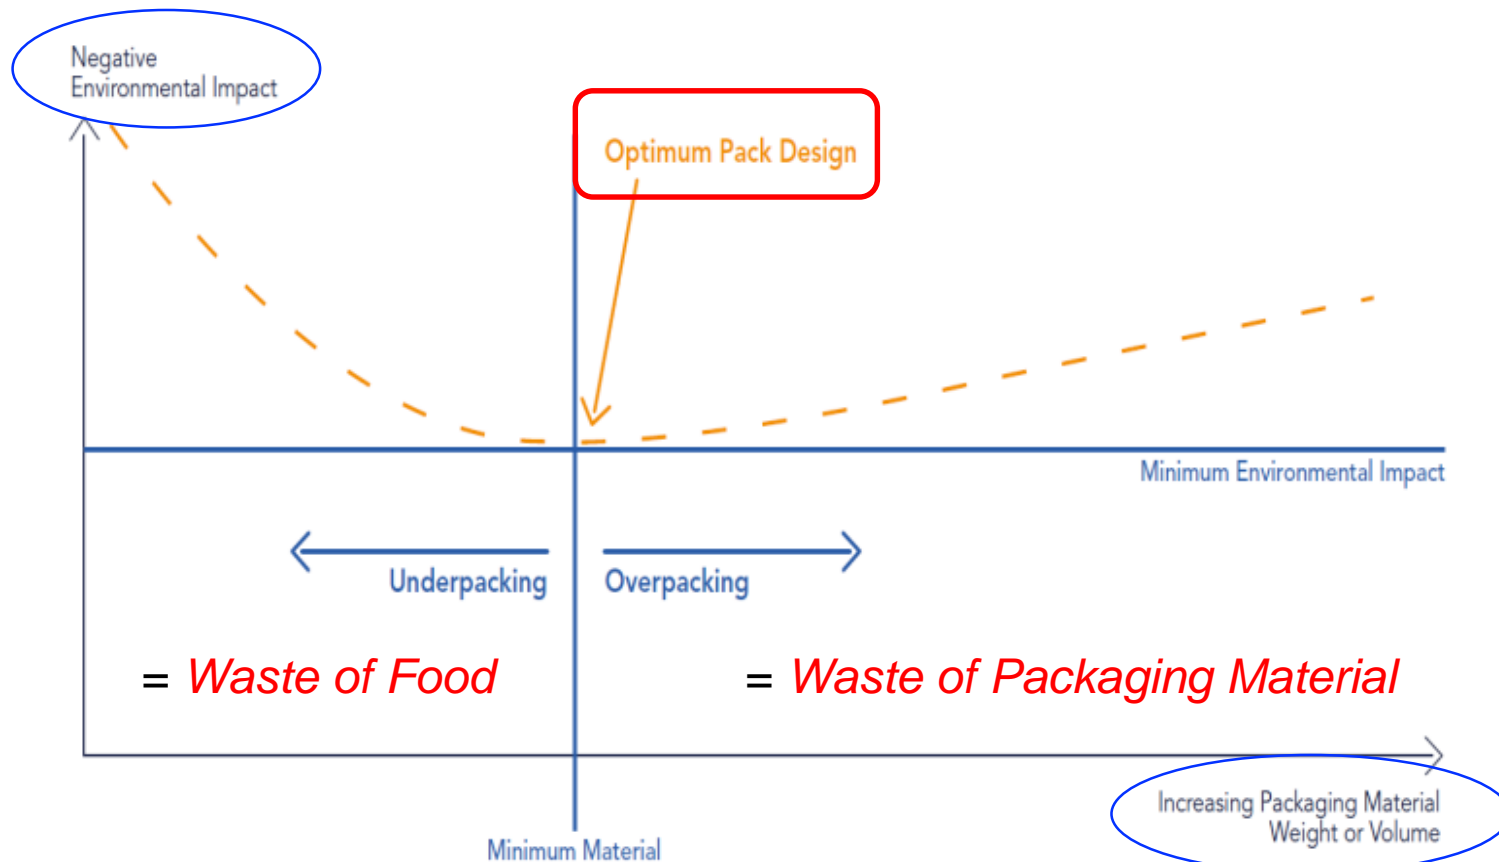 Negative
Environmental Impact
Optimum Pack Design
Minimum Environmental Impact
Underpacking
Overpacking
= Waste of Food
= Waste of Packaging Material
Increasing Packaging Material
Weight or Volume
Minimum Material